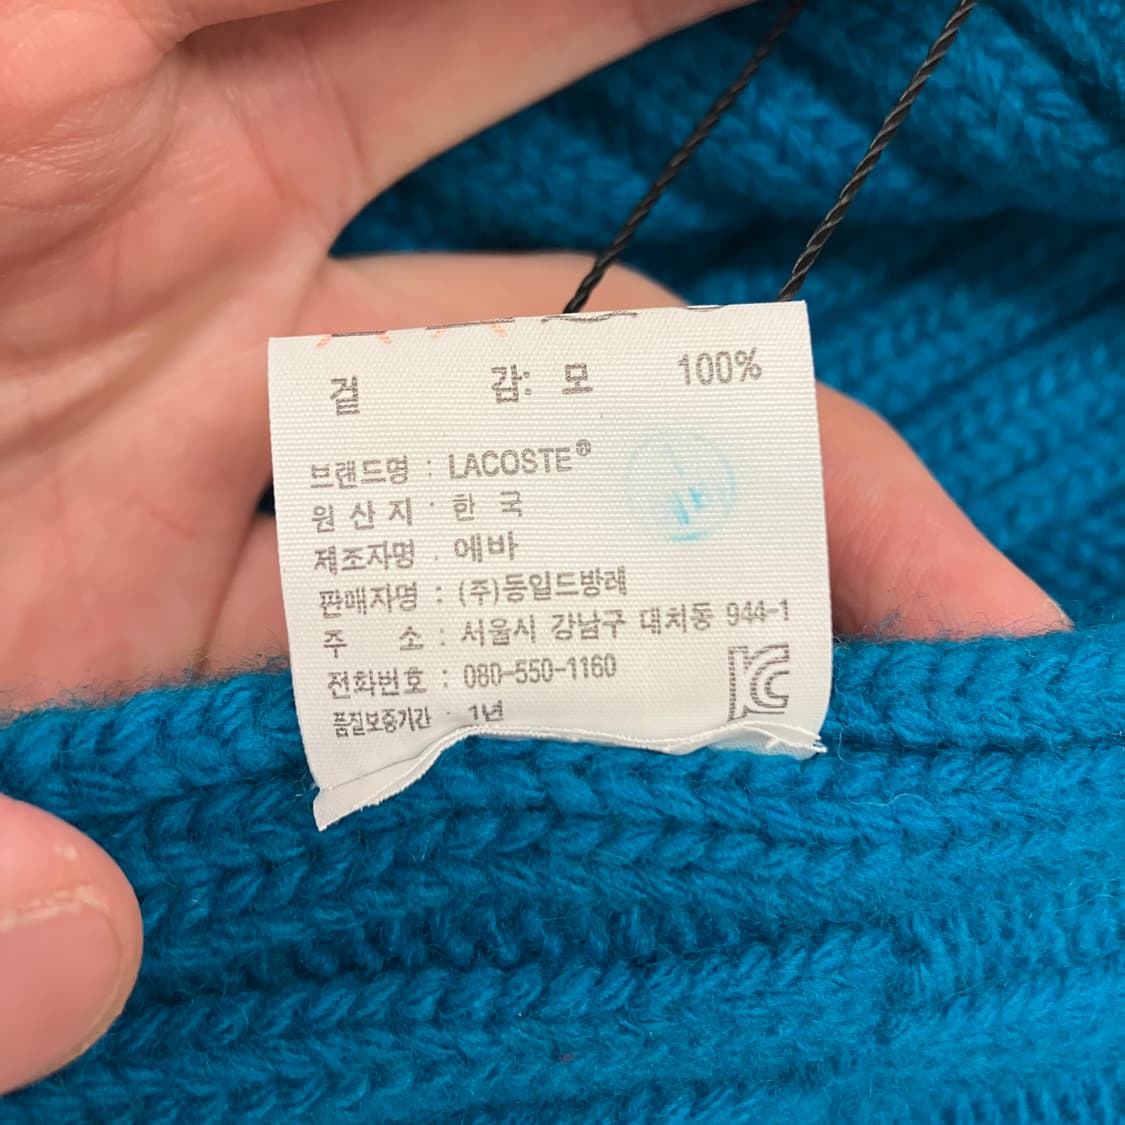 겉 감: 모 100%
브랜드명 : LACOSTE®
원 산 지 : 한 국
제조자명 : 에바
판매자명 : (주)동일드방레
주 소 : 서울시 강남구 대치동 944-1
전화번호 : 080-550-1160
품질보증기간 : 1년
KC